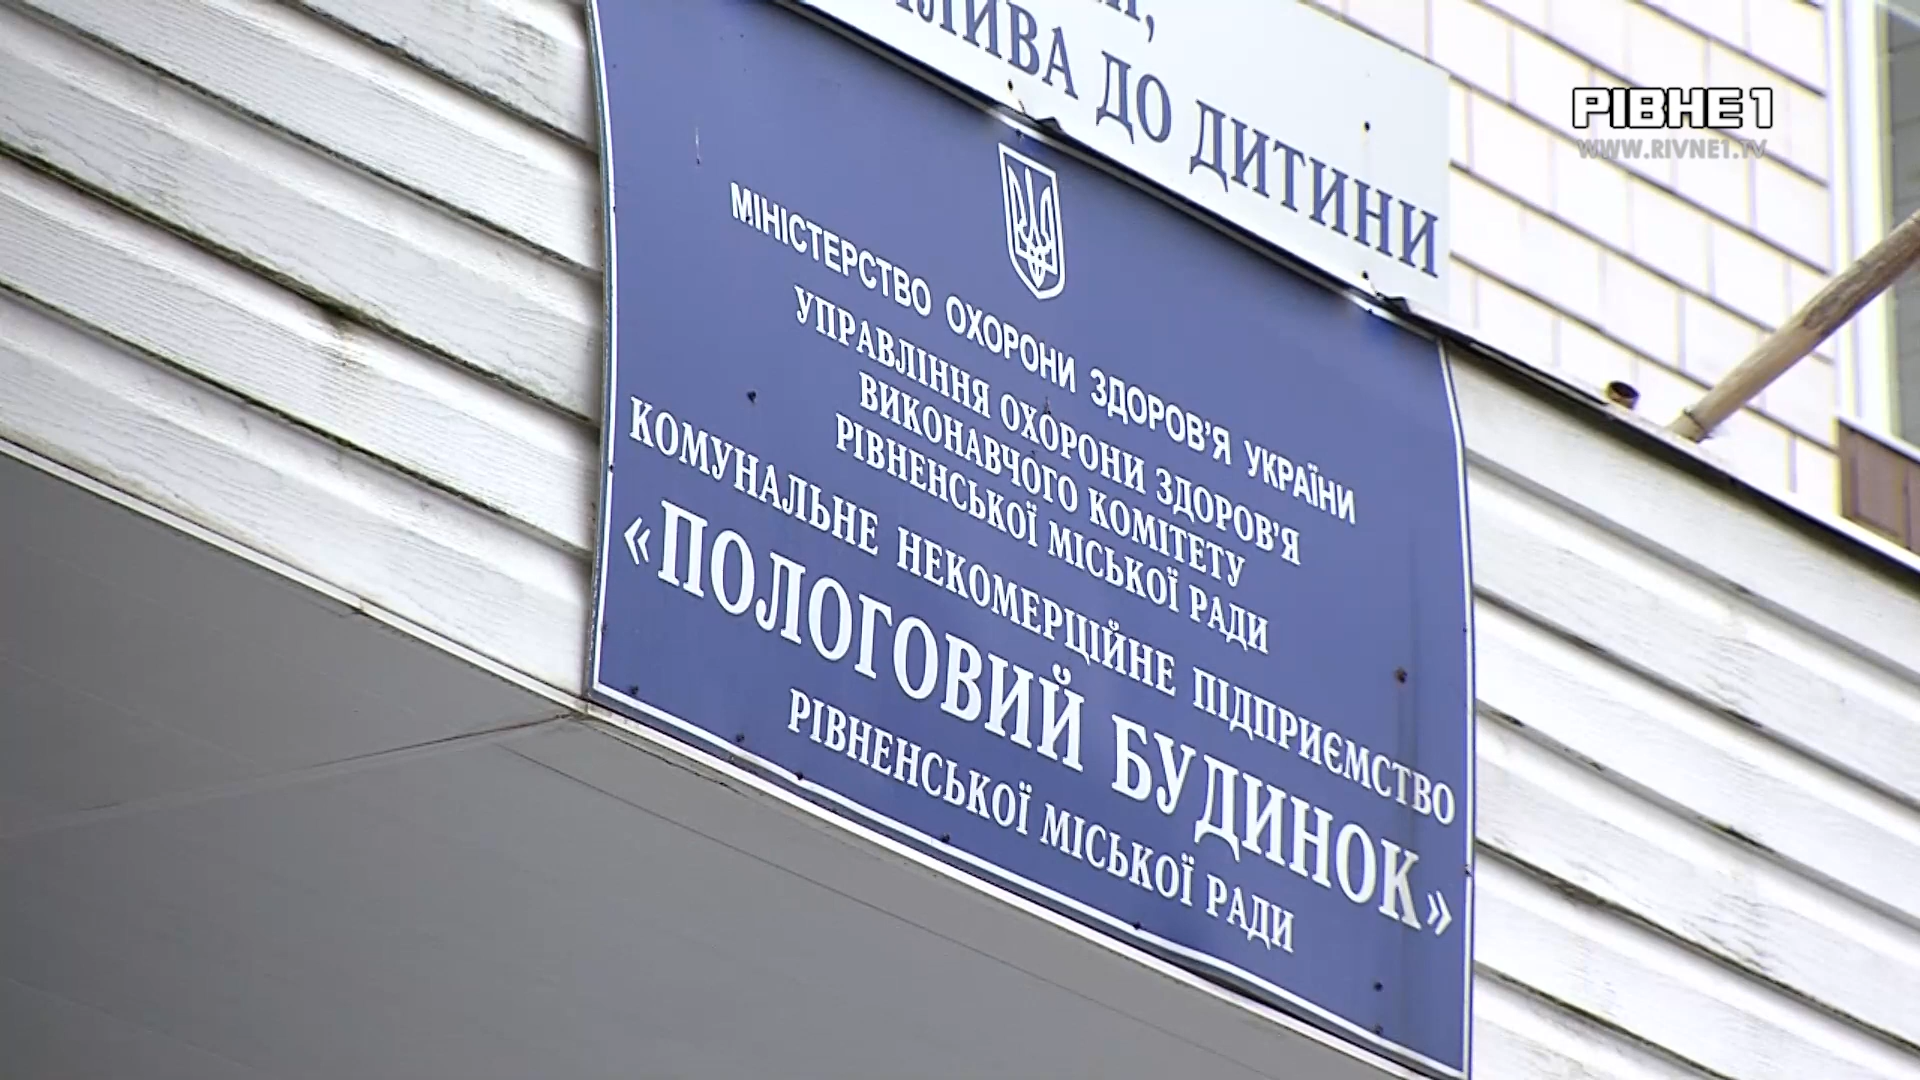 ДО ДИТИНИ
РІВНЕ 1
WWW.RIVNE1.TV
МІНІСТЕРСТВО ОХОРОНИ ЗДОРОВ'Я УКРАЇНИ
УПРАВЛІННЯ ОХОРОНИ ЗДОРОВ'Я
ВИКОНАВЧОГО КОМІТЕТУ
РІВНЕНСЬКОЇ МІСЬКОЇ РАДИ
КОМУНАЛЬНЕ НЕКОМЕРЦІЙНЕ ПІДПРИЄМСТВО
«ПОЛОГОВИЙ БУДИНОК»
РІВНЕНСЬКОЇ МІСЬКОЇ РАДИ